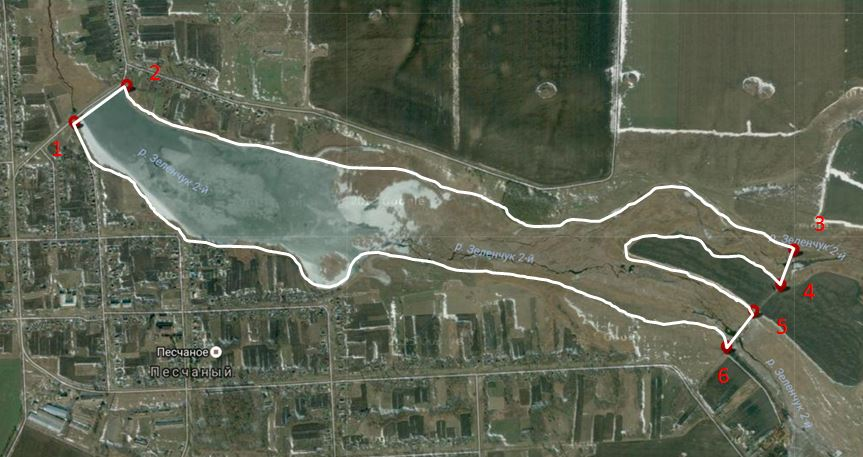 2
1
р. Зеленчук 2-й
3
р. Зеленчук 2-й
р. Зеленчук 2-й
4
5
Песчаное
Песчаный
6
р. Зеленчук 2-й